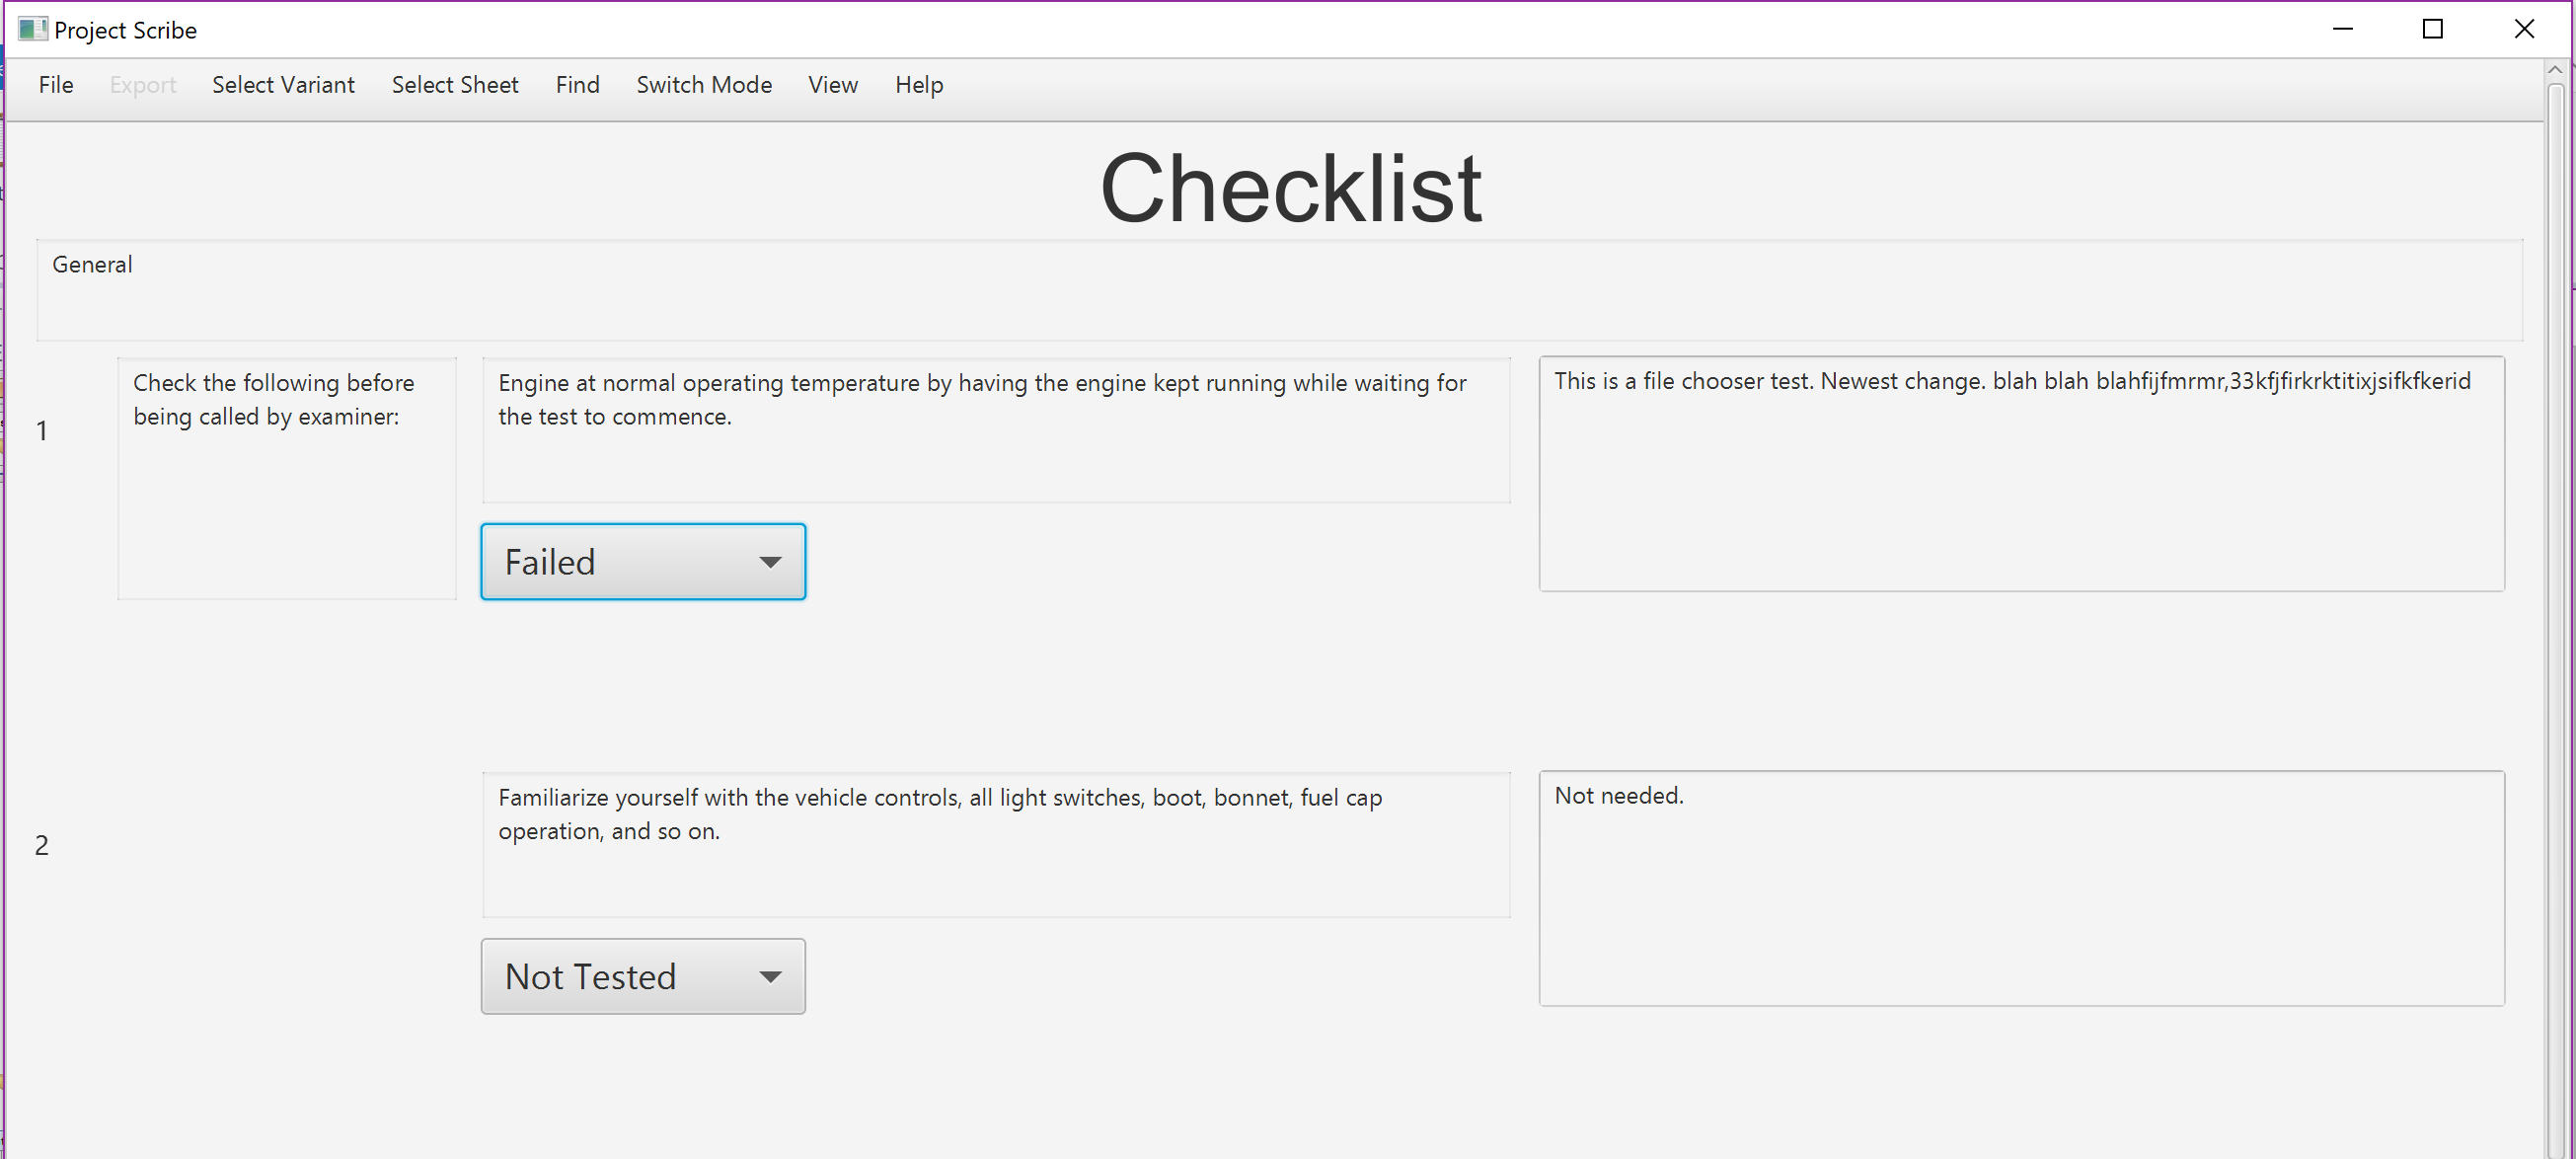 Project Scribe
File Export Select Variant Select Sheet Find Switch Mode View Help
Checklist
General
1
Check the following before
being called by examiner:
Engine at normal operating temperature by having the engine kept running while waiting for
the test to commence.
Failed
This is a file chooser test. Newest change. blah blah blahfijfmrmr,33kfjfirkrktitixjsifkfkerid
2
Familiarize yourself with the vehicle controls, all light switches, boot, bonnet, fuel cap
operation, and so on.
Not Tested
Not needed.